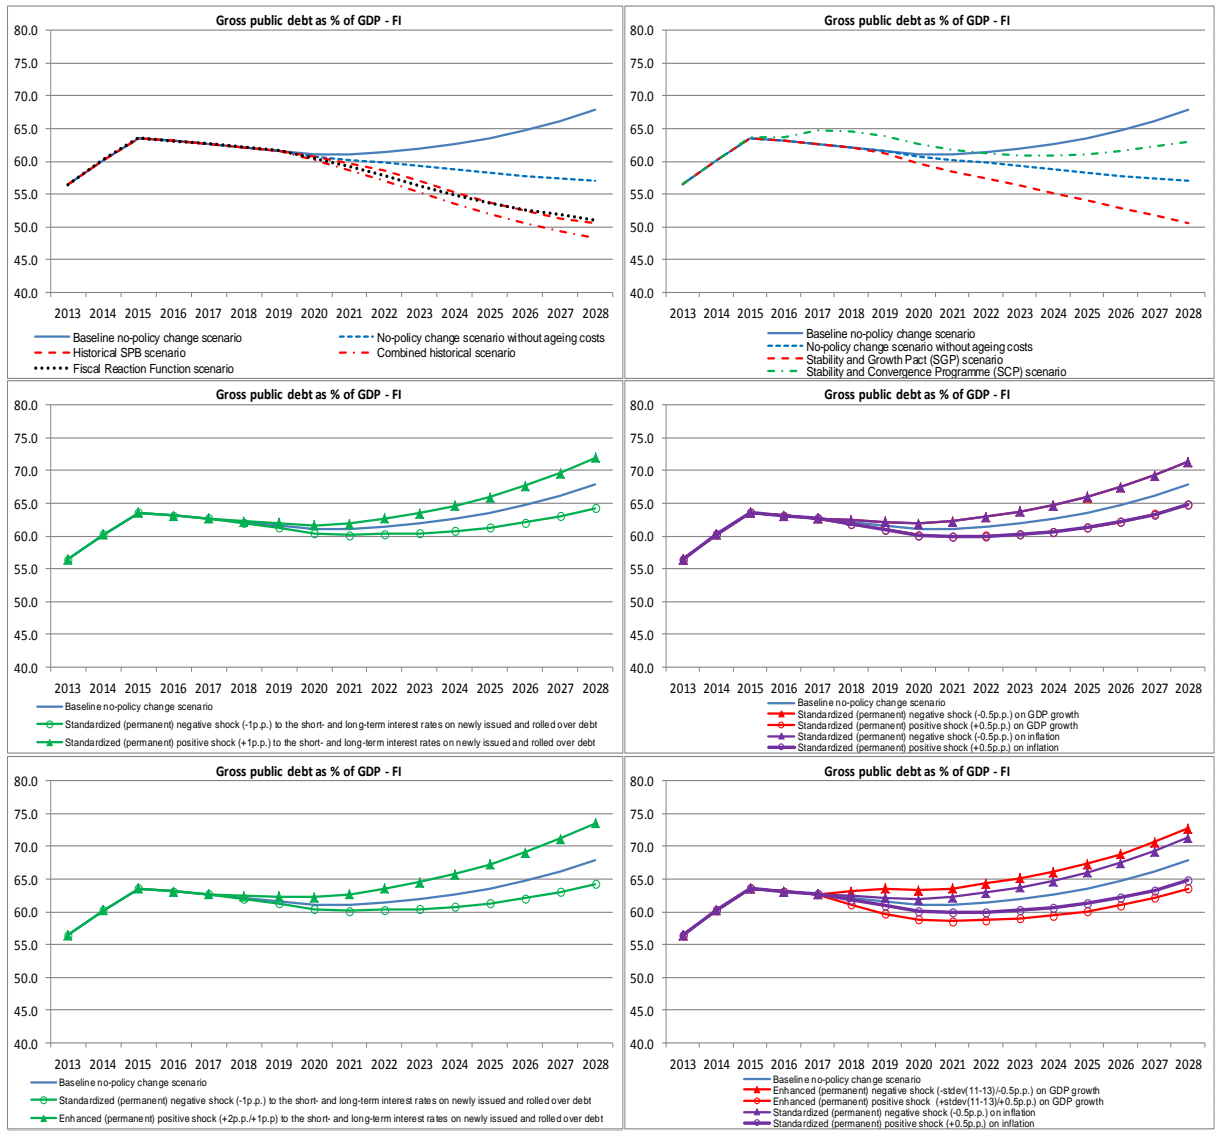 Gross public debt as % of GDP - FI
80.0
75.0
70.0
65.0
60.0
55.0
50.0
45.0
40.0
2013 2014 2015 2016 2017 2018 2019 2020 2021 2022 2023 2024 2025 2026 2027 2028
Baseline no-policy change scenario
No-policy change scenario without ageing costs
Historical SPB scenario
Combined historical scenario
Fiscal Reaction Function scenario
Gross public debt as % of GDP - FI
80.0
75.0
70.0
65.0
60.0
55.0
50.0
45.0
40.0
2013 2014 2015 2016 2017 2018 2019 2020 2021 2022 2023 2024 2025 2026 2027 2028
Baseline no-policy change scenario
No-policy change scenario without ageing costs
Stability and Growth Pact (SGP) scenario
Stability and Convergence Programme (SCP) scenario
Gross public debt as % of GDP - FI
80.0
75.0
70.0
65.0
60.0
55.0
50.0
45.0
40.0
2013 2014 2015 2016 2017 2018 2019 2020 2021 2022 2023 2024 2025 2026 2027 2028
Baseline no-policy change scenario
Standardized (permanent) negative shock (-1p.p.) to the short- and long-term interest rates on newly issued and rolled over debt
Standardized (permanent) positive shock (+1p.p.) to the short- and long-term interest rates on newly issued and rolled over debt
Gross public debt as % of GDP - FI
80.0
75.0
70.0
65.0
60.0
55.0
50.0
45.0
40.0
2013 2014 2015 2016 2017 2018 2019 2020 2021 2022 2023 2024 2025 2026 2027 2028
Baseline no-policy change scenario
Standardized (permanent) negative shock (-0.5p.p.) on GDP growth
Standardized (permanent) positive shock (+0.5p.p.) on GDP growth
Standardized (permanent) negative shock (-0.5p.p.) on inflation
Standardized (permanent) positive shock (+0.5p.p.) on inflation
Gross public debt as % of GDP - FI
80.0
75.0
70.0
65.0
60.0
55.0
50.0
45.0
40.0
2013 2014 2015 2016 2017 2018 2019 2020 2021 2022 2023 2024 2025 2026 2027 2028
Baseline no-policy change scenario
Standardized (permanent) negative shock (-1p.p.) to the short- and long-term interest rates on newly issued and rolled over debt
Enhanced (permanent) positive shock (+2p.p./+1p.p) to the short- and long-term interest rates on newly issued and rolled over debt
Gross public debt as % of GDP - FI
80.0
75.0
70.0
65.0
60.0
55.0
50.0
45.0
40.0
2013 2014 2015 2016 2017 2018 2019 2020 2021 2022 2023 2024 2025 2026 2027 2028
Baseline no-policy change scenario
Enhanced (permanent) negative shock (-stdev(11-13)/-0.5p.p.) on GDP growth
Enhanced (permanent) positive shock (+stdev(11-13)/+0.5p.p.) on GDP growth
Standardized (permanent) negative shock (-0.5p.p.) on inflation
Standardized (permanent) positive shock (+0.5p.p.) on inflation